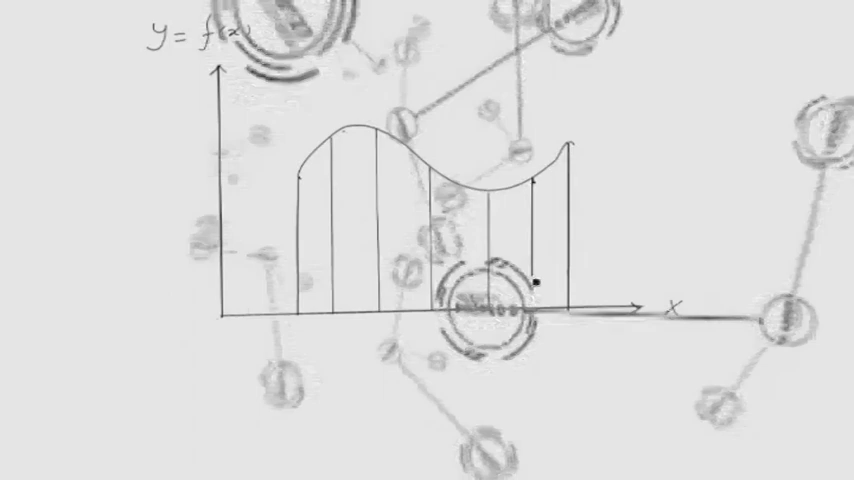 y = f(x)
x